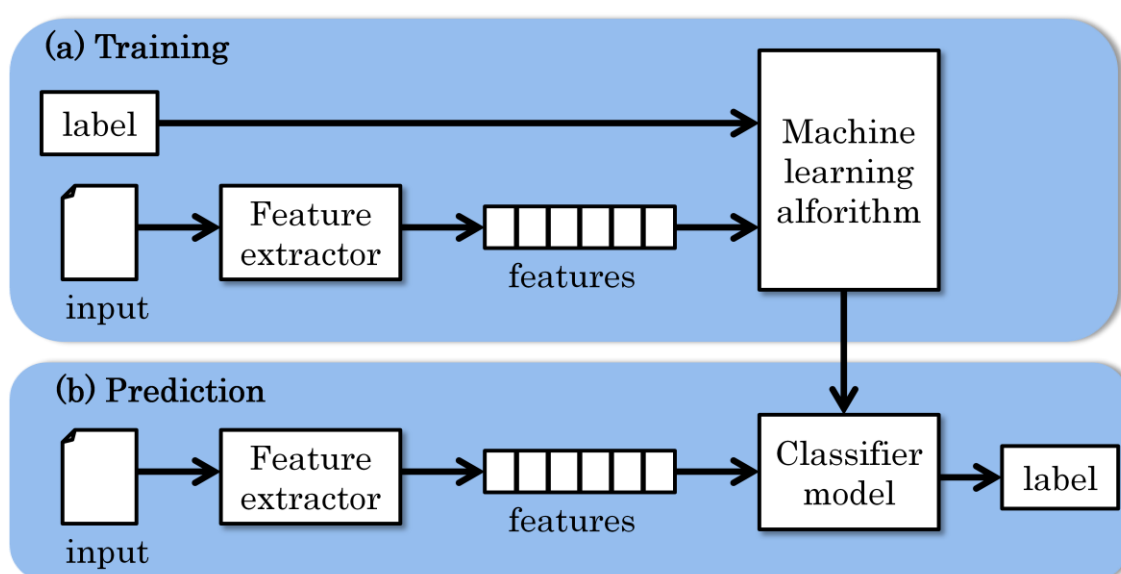 (a) Training
label
Machine
learning
alforithm
Feature
extractor
features
input
(b) Prediction
Feature
extractor
features
Classifier
model
label
input